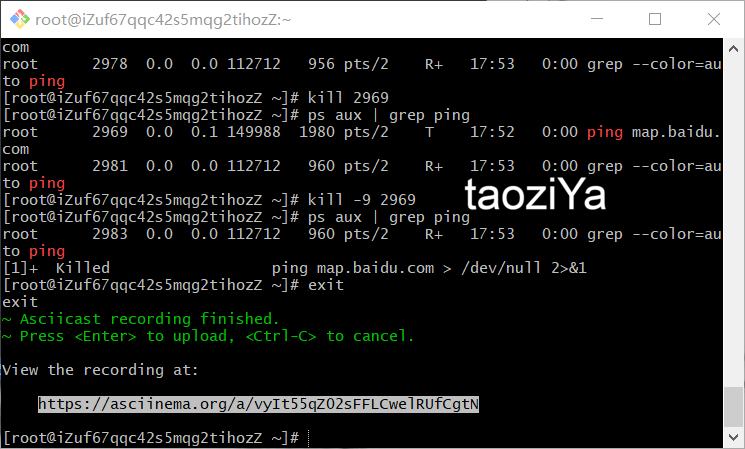 root@iZuf67qqc42s5mqg2tihozZ:~
com
root      2978  0.0  0.0 112712   956 pts/2    R+   17:53   0:00 grep --color=au
to ping
[root@iZuf67qqc42s5mqg2tihozZ ~]# kill 2969
[root@iZuf67qqc42s5mqg2tihozZ ~]# ps aux | grep ping
root      2969  0.0  0.1 149988  1980 pts/2    T    17:52   0:00 ping map.baidu.
com
root      2981  0.0  0.0 112712   960 pts/2    R+   17:53   0:00 grep --color=au
to ping
[root@iZuf67qqc42s5mqg2tihozZ ~]# kill -9 2969
taoziYa
[root@iZuf67qqc42s5mqg2tihozZ ~]# ps aux | grep ping
root      2983  0.0  0.0 112712   960 pts/2    R+   17:53   0:00 grep --color=au
to ping
[1]+  Killed                  ping map.baidu.com > /dev/null 2>&1
[root@iZuf67qqc42s5mqg2tihozZ ~]# exit
exit
~ Asciicast recording finished.
~ Press <Enter> to upload, <Ctrl-C> to cancel.
View the recording at:
https://asciinema.org/a/vyIt55qZO2sFFLCwelRUfCgtN
[root@iZuf67qqc42s5mqg2tihozZ ~]#